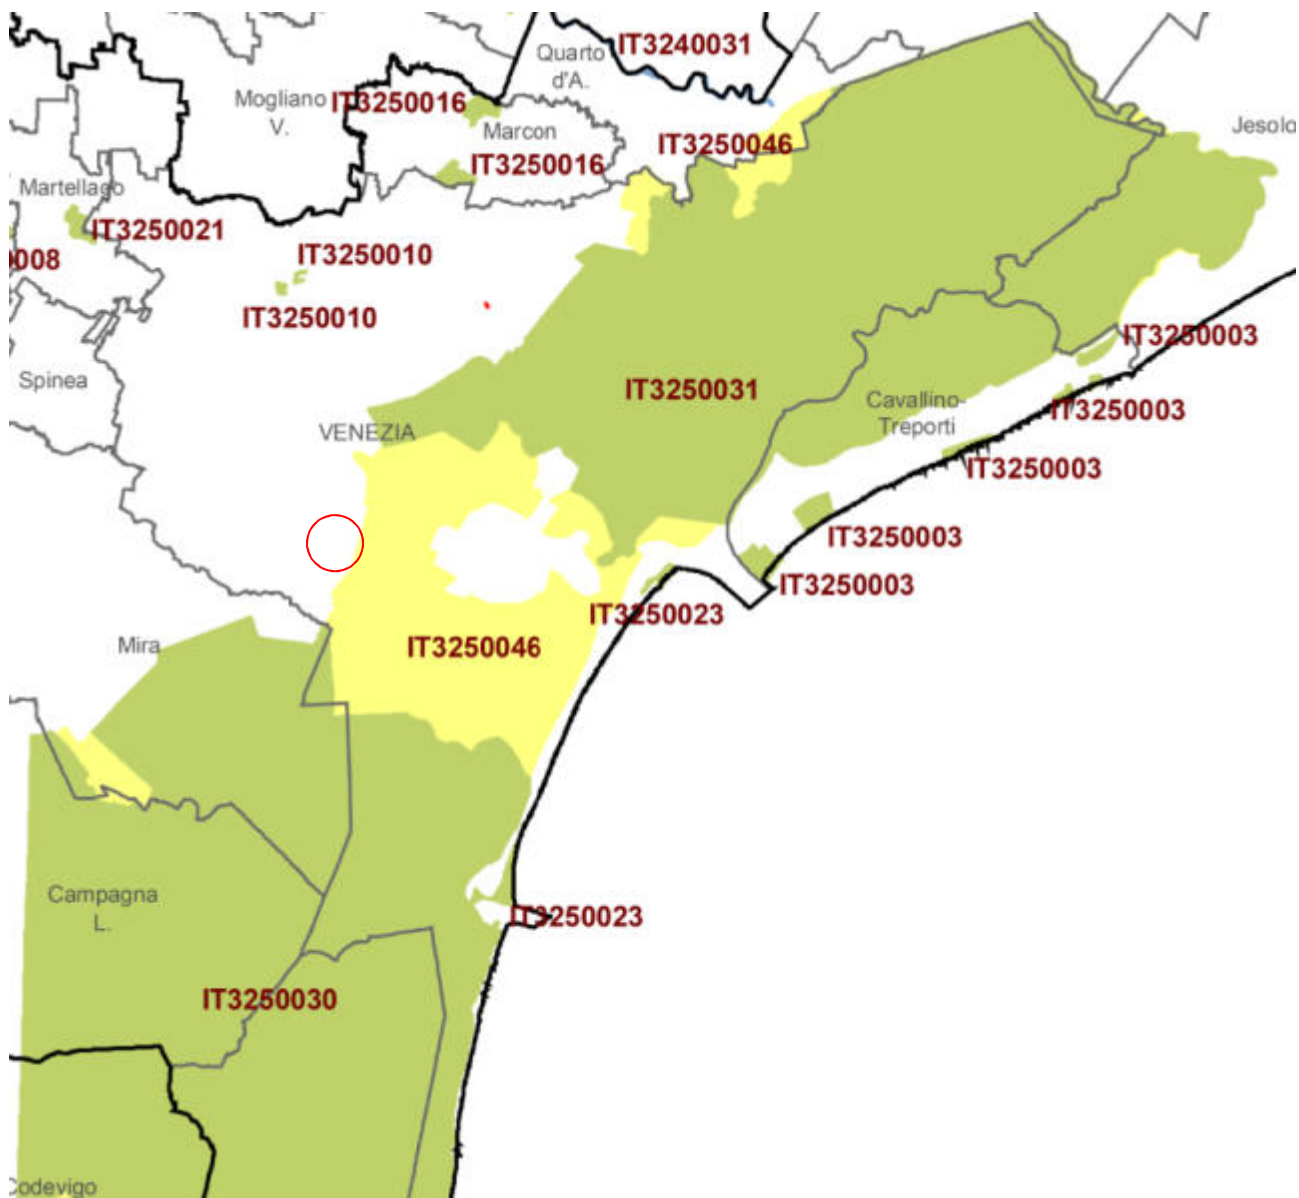 IT3240031
Quarto
d'A.
Mogliano
V.
IT3250016
Marcon
IT3250046
Jesolo
IT3250016
Martellago
IT3250021
IT3250010
008
IT3250010
IT3250003
Spinea
IT3250031
Cavallino-
Treporti
IT3250003
VENEZIA
IT3250003
IT3250003
IT3250003
IT3250023
Mira
IT3250046
Campagna
L.
IT3250023
IT3250030
Codevigo